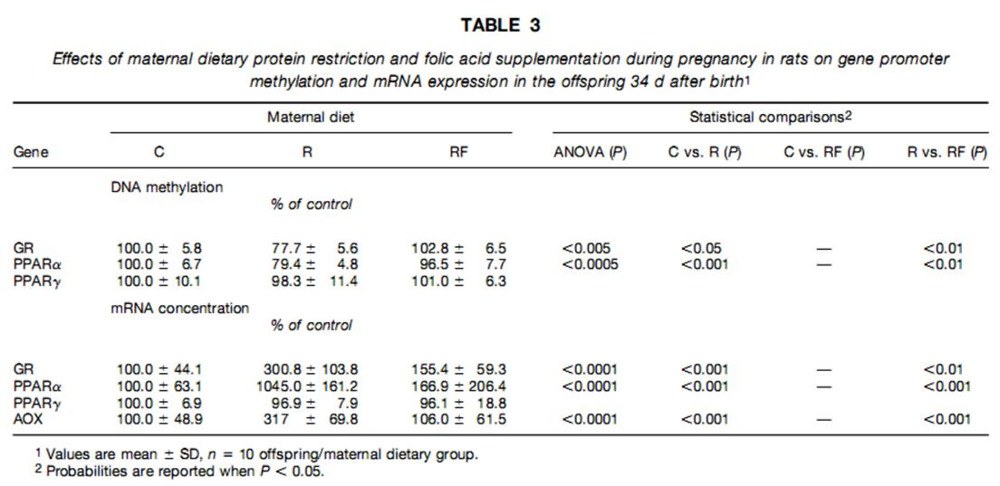 TABLE 3
Effects of maternal dietary protein restriction and folic acid supplementation during pregnancy in rats on gene promoter
methylation and mRNA expression in the offspring 34 d after birth1
Maternal diet Statistical comparisons2
Gene C R RF ANOVA (P) C vs. R (P) C vs. RF (P) R vs. RF (P)
DNA methylation
% of control
GR 100.0 ± 5.8 77.7 ± 5.6 102.8 ± 6.5 <0.005 <0.05 — <0.01
PPARα 100.0 ± 6.7 79.4 ± 4.8 96.5 ± 7.7 <0.0005 <0.001 — <0.01
PPARγ 100.0 ± 10.1 98.3 ± 11.4 101.0 ± 6.3
mRNA concentration
% of control
GR 100.0 ± 44.1 300.8 ± 103.8 155.4 ± 59.3 <0.0001 <0.001 — <0.01
PPARα 100.0 ± 63.1 1045.0 ± 161.2 166.9 ± 206.4 <0.0001 <0.001 — <0.001
PPARγ 100.0 ± 6.9 96.9 ± 7.9 96.1 ± 18.8
AOX 100.0 ± 48.9 317 ± 69.8 106.0 ± 61.5 <0.0001 <0.001 — <0.001
1 Values are mean ± SD, n = 10 offspring/maternal dietary group.
2 Probabilities are reported when P < 0.05.